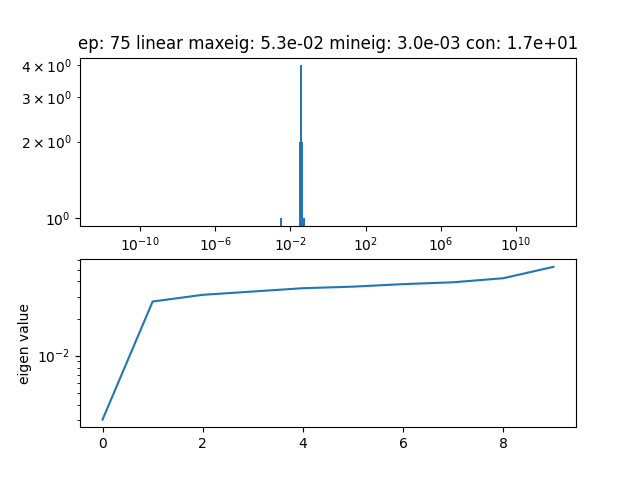 ep: 75 linear maxeig: 5.3e-02 mineig: 3.0e-03 con: 1.7e+01
4 × 10⁰
3 × 10⁰
2 × 10⁰
10⁰
10⁻¹⁰ 10⁻⁶ 10⁻² 10² 10⁶ 10¹⁰
eigen value
10⁻²
0 2 4 6 8